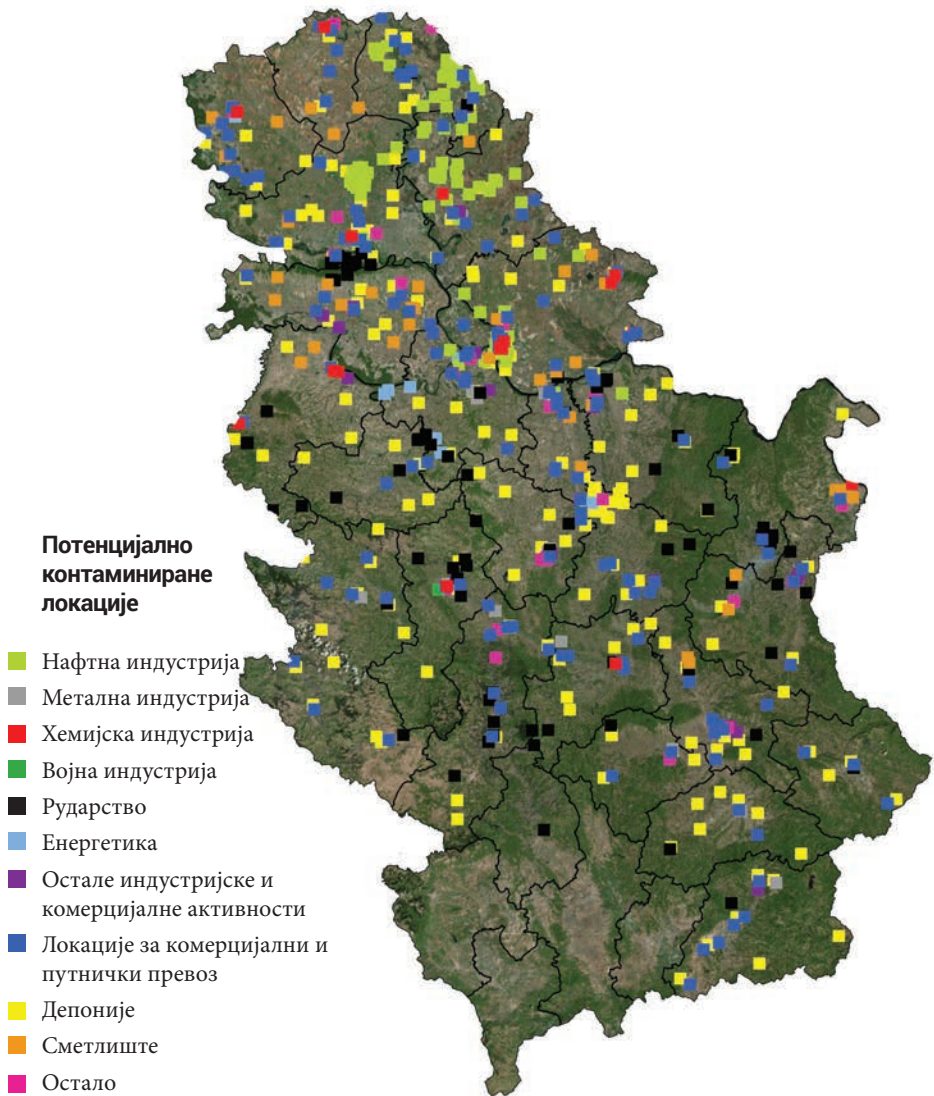 Потенцијално
контаминиране
локације
Нафтна индустрија
Метална индустрија
Хемијска индустрија
Војна индустрија
Рударство
Енергетика
Остале индустријске и
комерцијалне активности
Локације за комерцијални и
путнички превоз
Депоније
Сметлиште
Остало